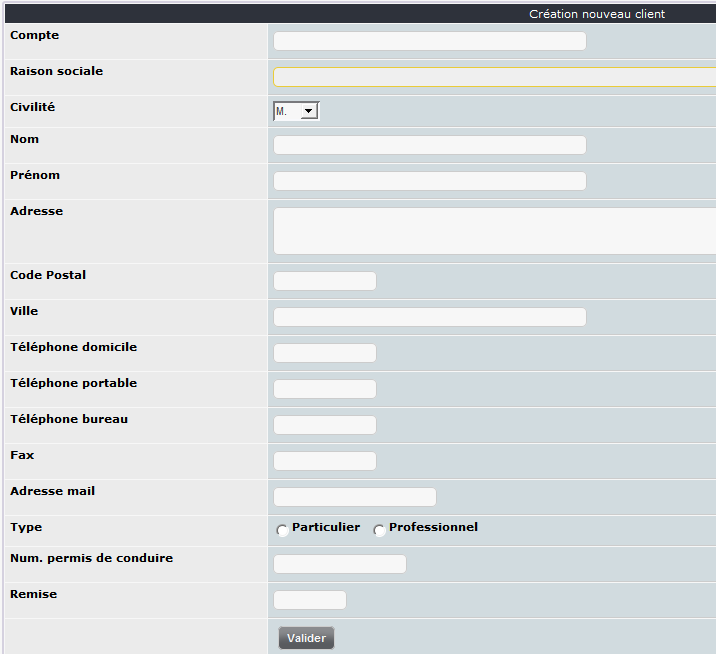 Création nouveau client
Compte
Raison sociale
Civilité
M.
Nom
Prénom
Adresse
Code Postal
Ville
Téléphone domicile
Téléphone portable
Téléphone bureau
Fax
Adresse mail
Type
Particulier Professionnel
Num. permis de conduire
Remise
Valider